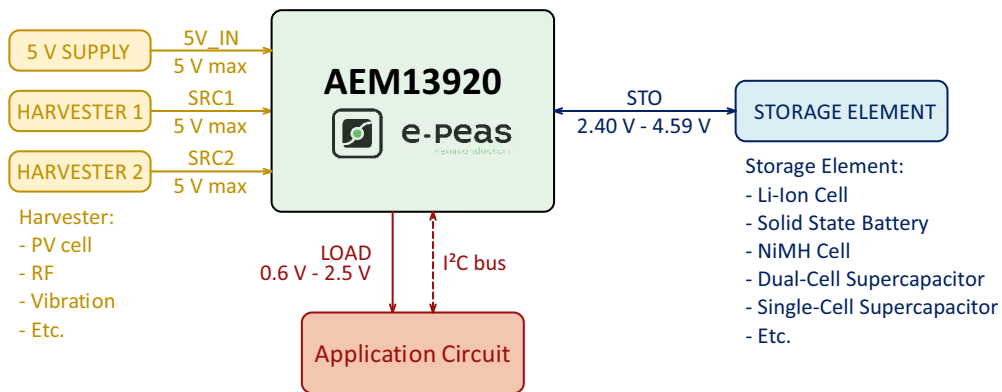 5 V SUPPLY
5V_IN
5 V max
HARVESTER 1
SRC1
5 V max
HARVESTER 2
SRC2
5 V max
Harvester:
- PV cell
- RF
- Vibration
- Etc.
AEM13920
e-peas
semiconductors
STO
2.40 V - 4.59 V
STORAGE ELEMENT
Storage Element:
- Li-Ion Cell
- Solid State Battery
- NiMH Cell
- Dual-Cell Supercapacitor
- Single-Cell Supercapacitor
- Etc.
LOAD
0.6 V - 2.5 V
I²C bus
Application Circuit